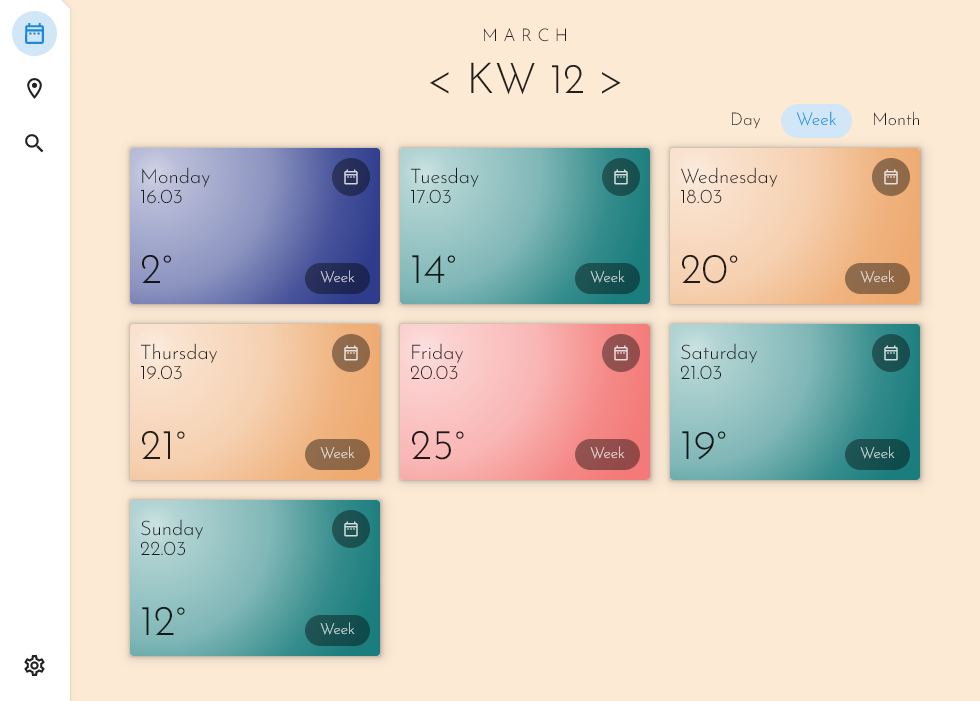 MARCH
< KW 12 >
Day Week Month
Monday
16.03
2°
Week
Tuesday
17.03
14°
Week
Wednesday
18.03
20°
Week
Thursday
19.03
21°
Week
Friday
20.03
25°
Week
Saturday
21.03
19°
Week
Sunday
22.03
12°
Week